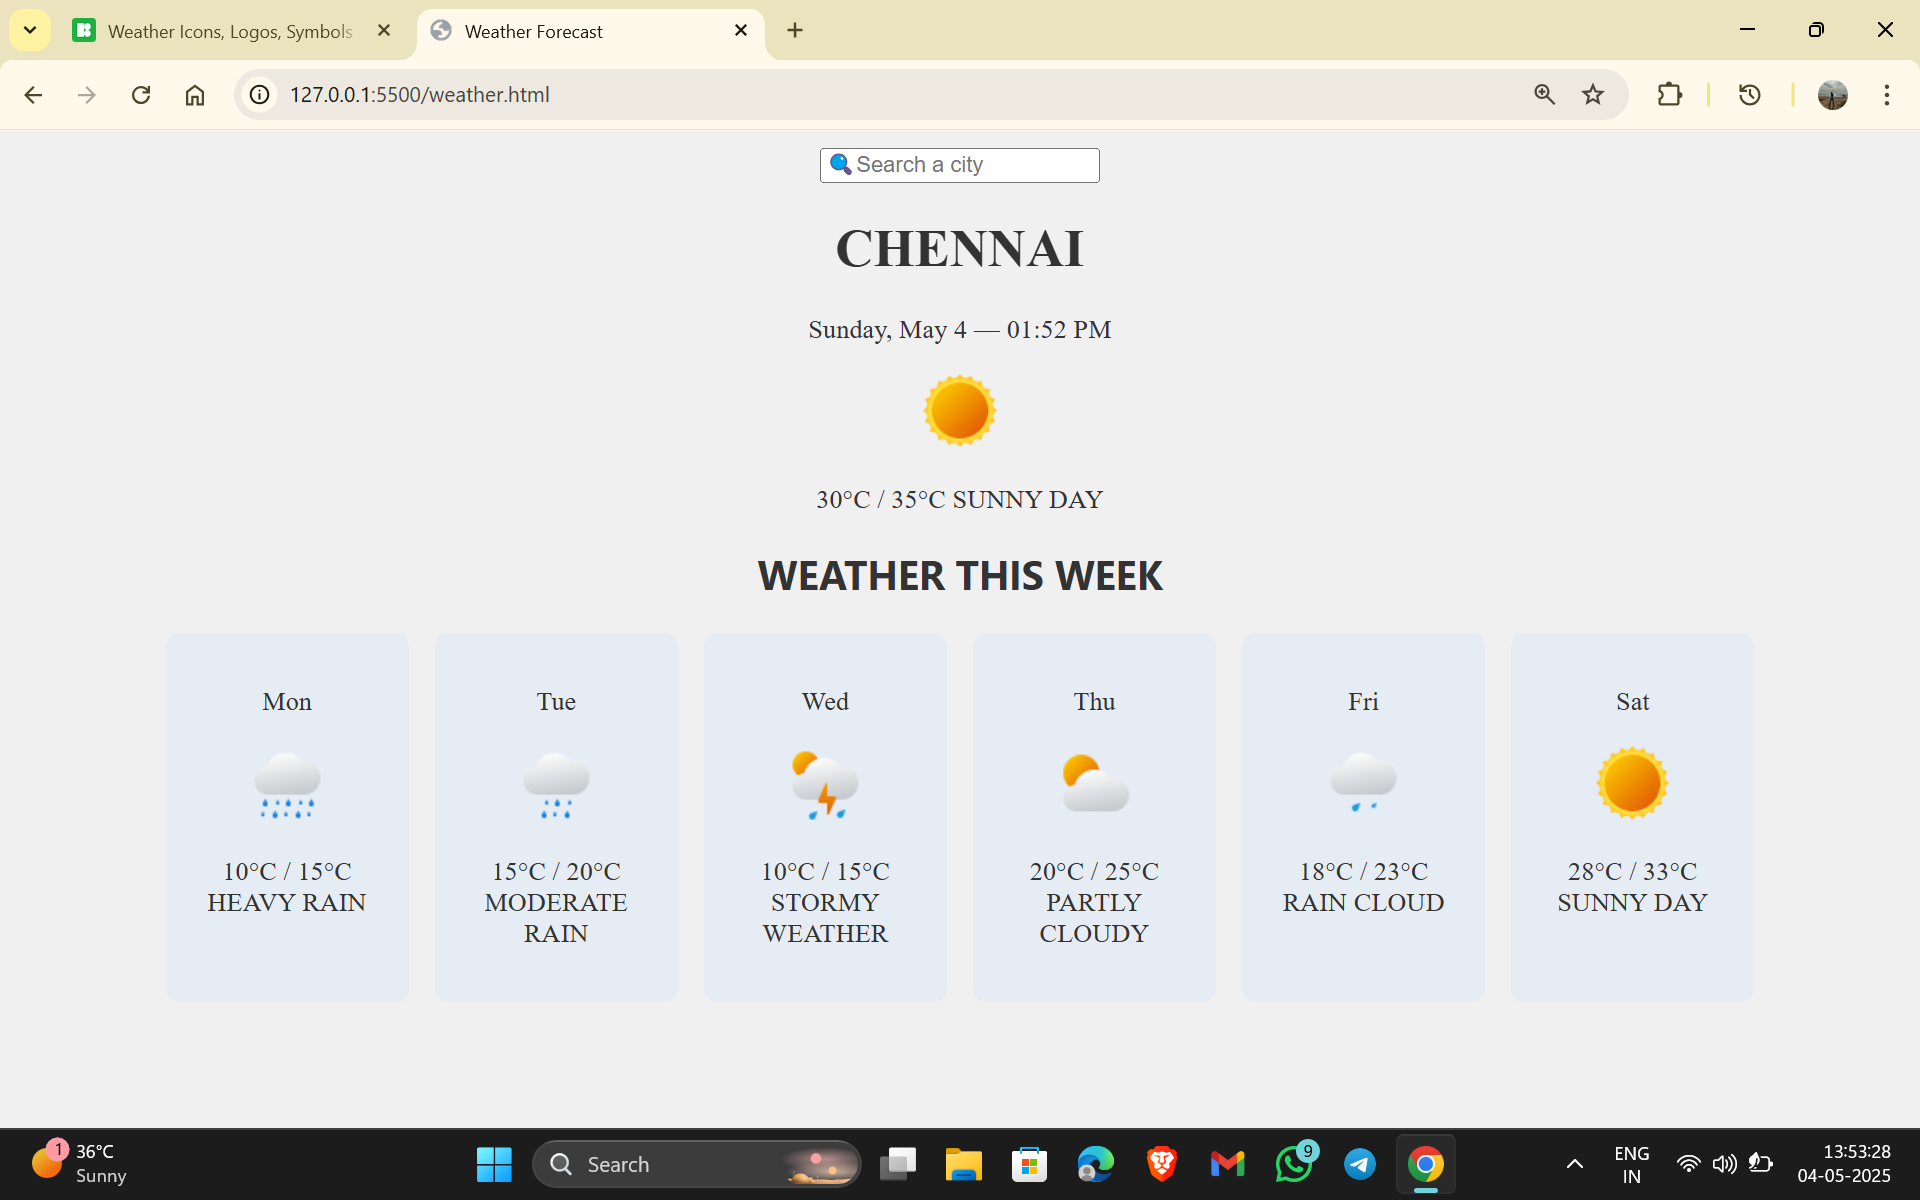 Weather Icons, Logos, Symbols
Weather Forecast
127.0.0.1:5500/weather.html
Search a city
CHENNAI
Sunday, May 4 — 01:52 PM
30°C / 35°C SUNNY DAY
WEATHER THIS WEEK
Mon
10°C / 15°C
HEAVY RAIN
Tue
15°C / 20°C
MODERATE
RAIN
Wed
10°C / 15°C
STORMY
WEATHER
Thu
20°C / 25°C
PARTLY
CLOUDY
Fri
18°C / 23°C
RAIN CLOUD
Sat
28°C / 33°C
SUNNY DAY
1
36°C
Sunny
Search
9
ENG
IN
13:53:28
04-05-2025